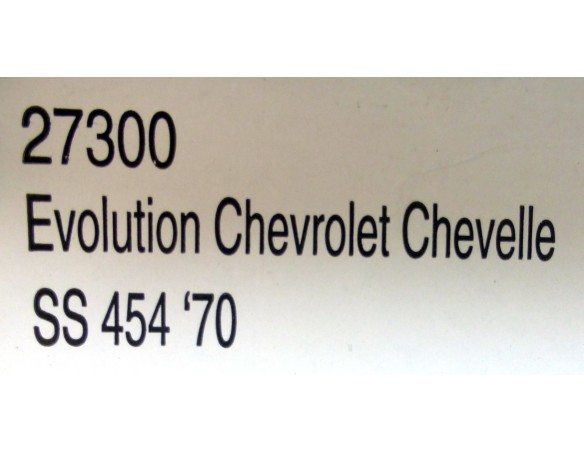 27300
Evolution Chevrolet Chevelle
SS 454 ‘70